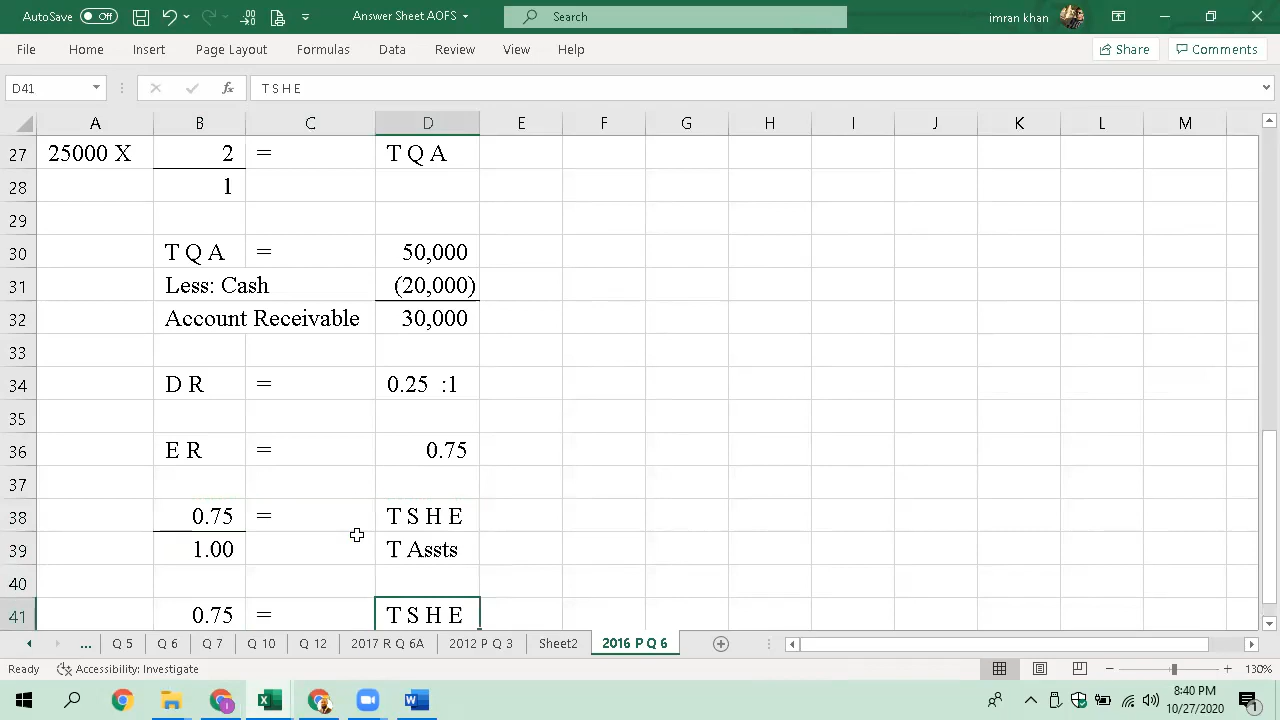 AutoSave Off Answer Sheet AOFS Search imran khan
File Home Insert Page Layout Formulas Data Review View Help Share Comments
D41 fx T S H E
A B C D E F G H I J K L M
27 25000 X 2 = T Q A
28 1
29
30 T Q A = 50,000
31 Less: Cash (20,000)
32 Account Receivable 30,000
33
34 D R = 0.25 :1
35
36 E R = 0.75
37
38 0.75 = T S H E
39 1.00 T Assts
40
41 0.75 = T S H E
... Q 5 Q 6 Q 7 Q 10 Q 12 2017 R Q 6A 2012 P Q 3 Sheet2 2016 P Q 6
Ready Accessibility: Investigate 130%
8:40 PM
10/27/2020
1